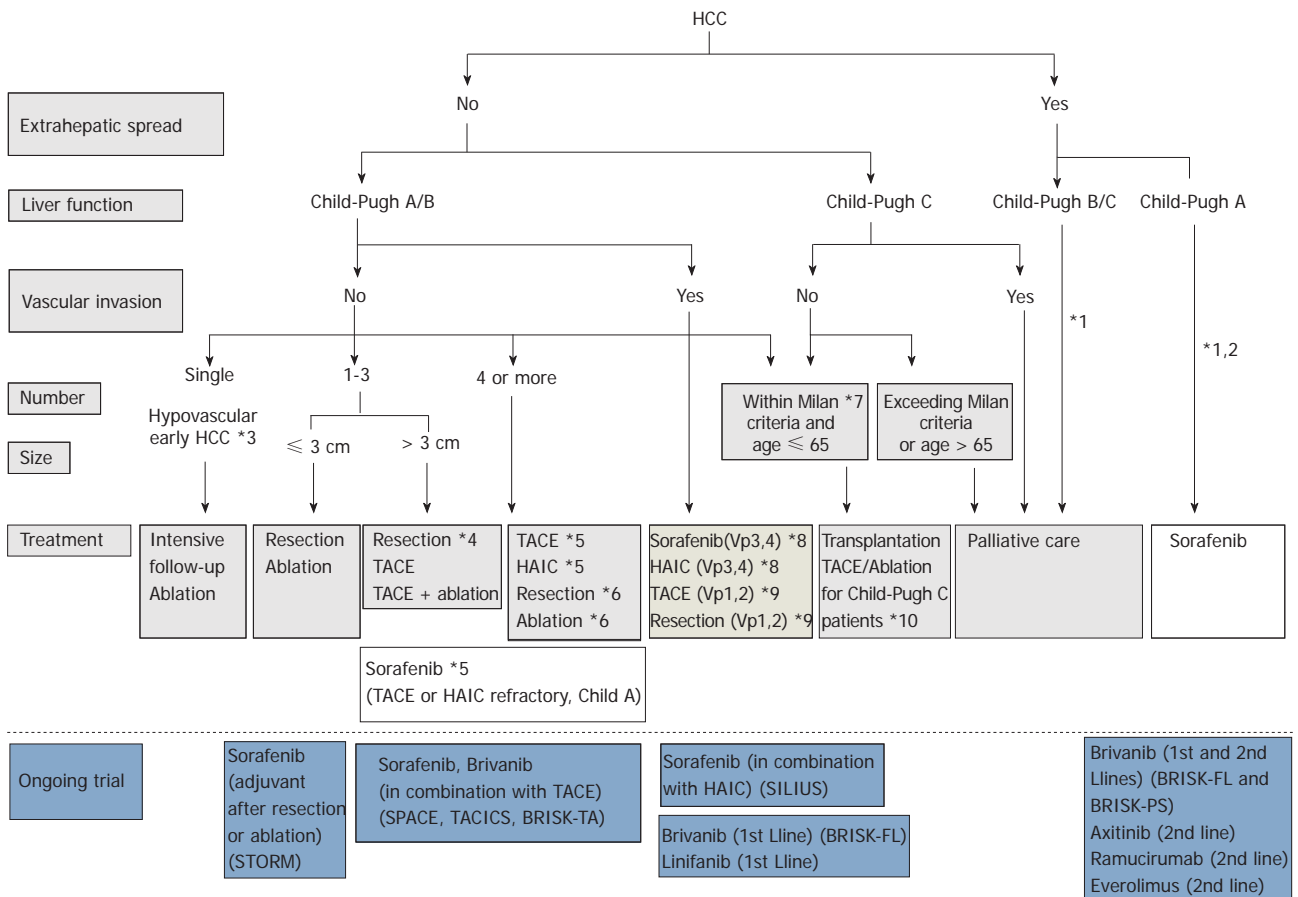 HCC
No
Yes
Extrahepatic spread
Liver function
Child-Pugh A/B
Child-Pugh C
Child-Pugh B/C
Child-Pugh A
Vascular invasion
No
Yes
No
Yes
*1
*1,2
Number
Single
1-3
4 or more
Hypovascular
early HCC *3
Within Milan *7
criteria and
age ≤ 65
Exceeding Milan
criteria
or age > 65
Size
≤ 3 cm
> 3 cm
Treatment
Intensive
follow-up
Ablation
Resection
Ablation
Resection *4
TACE
TACE + ablation
TACE *5
HAIC *5
Resection *6
Ablation *6
Sorafenib(Vp3,4) *8
HAIC (Vp3,4) *8
TACE (Vp1,2) *9
Resection (Vp1,2) *9
Transplantation
TACE/Ablation
for Child-Pugh C
patients *10
Palliative care
Sorafenib
Sorafenib *5
(TACE or HAIC refractory, Child A)
Ongoing trial
Sorafenib
(adjuvant
after resection
or ablation)
(STORM)
Sorafenib, Brivanib
(in combination with TACE)
(SPACE, TACICS, BRISK-TA)
Sorafenib (in combination
with HAIC) (SILIUS)
Brivanib (1st Lline) (BRISK-FL)
Linifanib (1st Lline)
Brivanib (1st and 2nd
Llines) (BRISK-FL and
BRISK-PS)
Axitinib (2nd line)
Ramucirumab (2nd line)
Everolimus (2nd line)